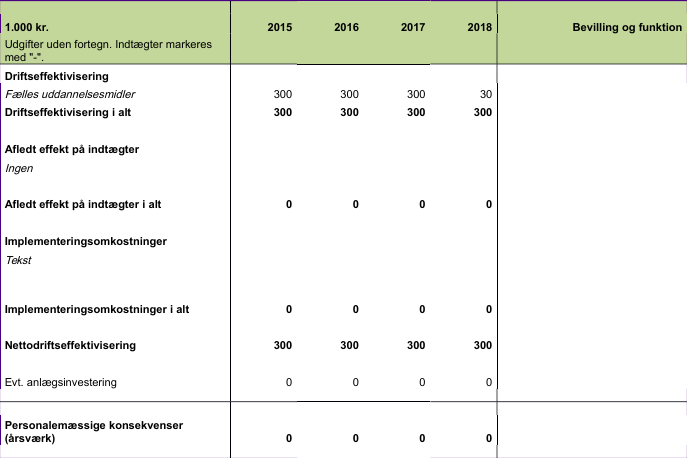 1.000 kr. 2015 2016 2017 2018 Bevilling og funktion
Udgifter uden fortegn. Indtægter markeres
med "-".
Driftseffektivisering
Fælles uddannelsesmidler 300 300 300 30
Driftseffektivisering i alt 300 300 300 300
Afledt effekt på indtægter
Ingen
Afledt effekt på indtægter i alt 0 0 0 0
Implementeringsomkostninger
Tekst
Implementeringsomkostninger i alt 0 0 0 0
Nettodriftseffektivisering 300 300 300 300
Evt. anlægsinvestering 0 0 0 0
Personalemæssige konsekvenser
(årsværk) 0 0 0 0